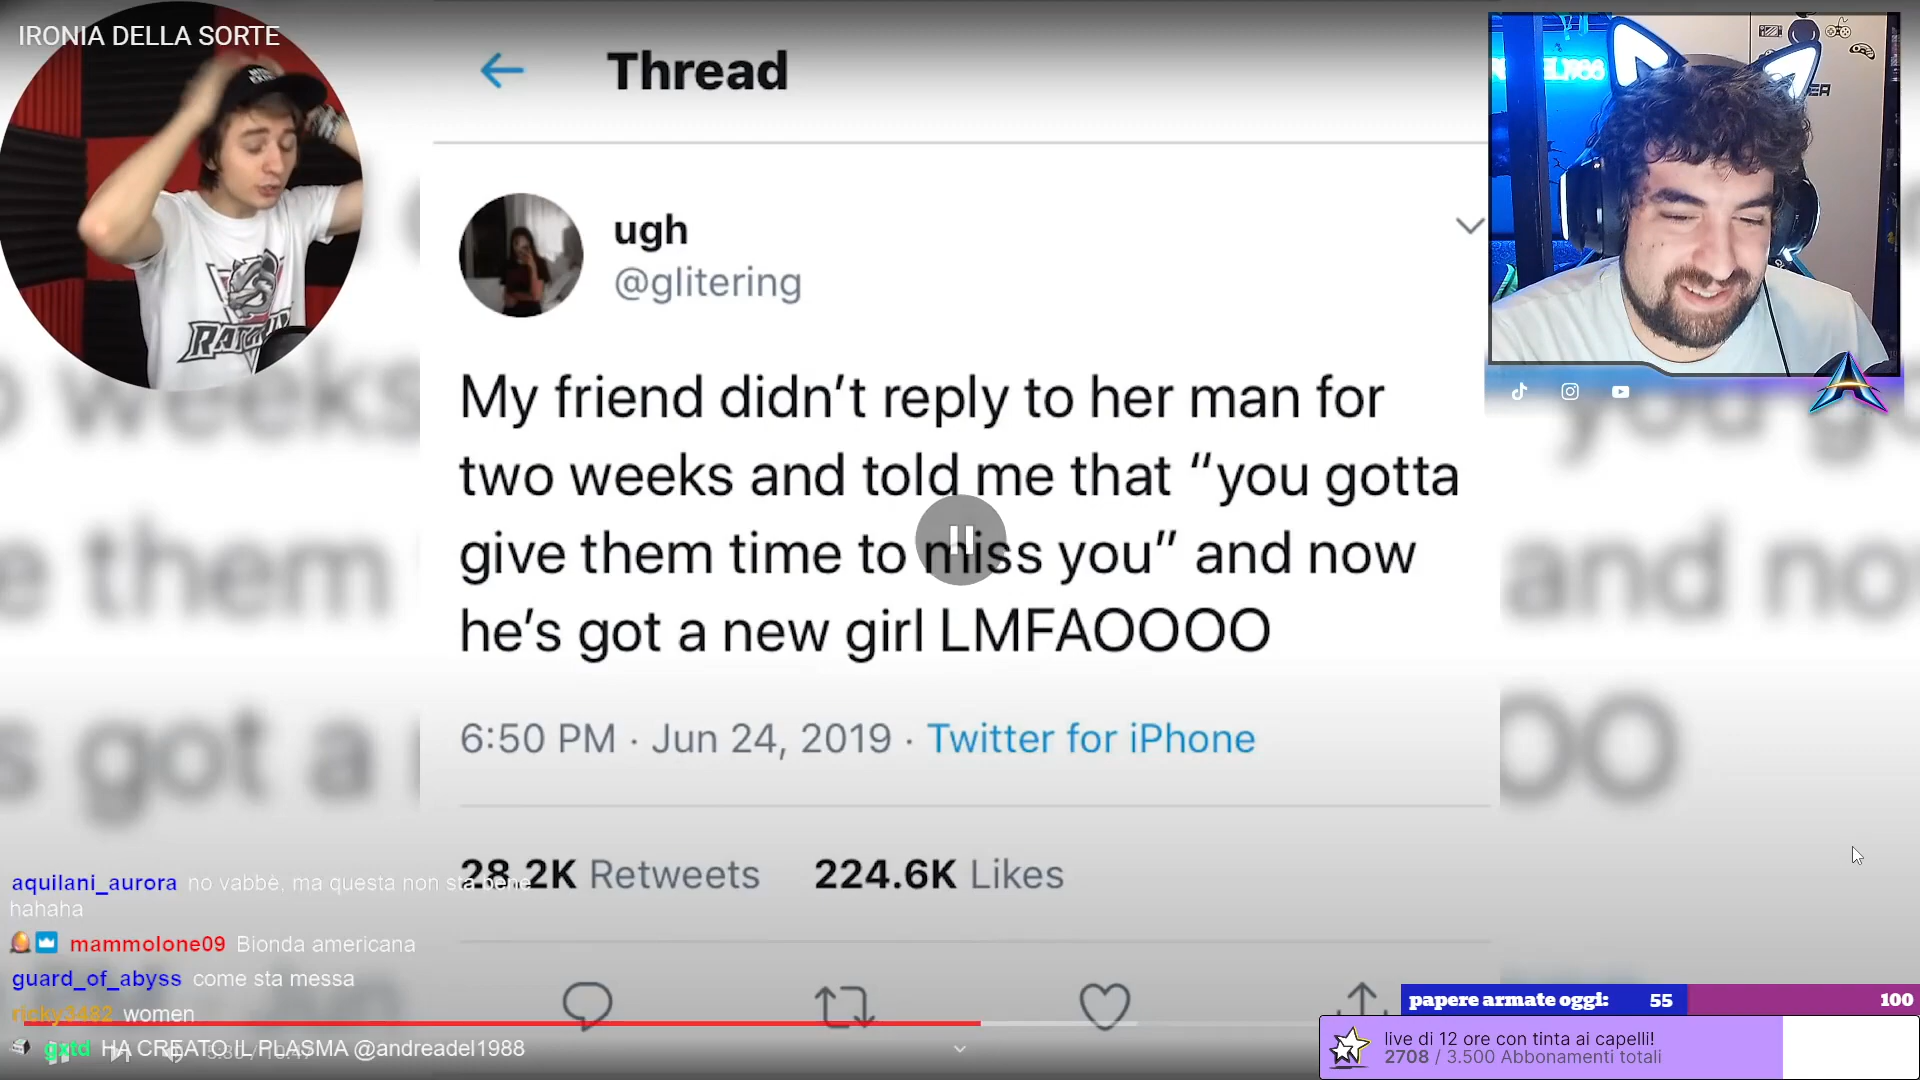 IRONIA DELLA SORTE
Thread
ugh
@glitering
My friend didn't reply to her man for
two weeks and told me that “you gotta
give them time to miss you” and now
he's got a new girl LMFAOOOO
6:50 PM · Jun 24, 2019 · Twitter for iPhone
28.2K Retweets 224.6K Likes
aquilani_aurora no vabbè, ma questa non sta bene
hahaha
mammolone09 Bionda americana
guard_of_abyss come sta messa
ricky3482 women
gxtd HA CREATO IL PLASMA @andreadel1988
papere armate oggi: 55 100
live di 12 ore con tinta ai capelli!
2708 / 3.500 Abbonamenti totali